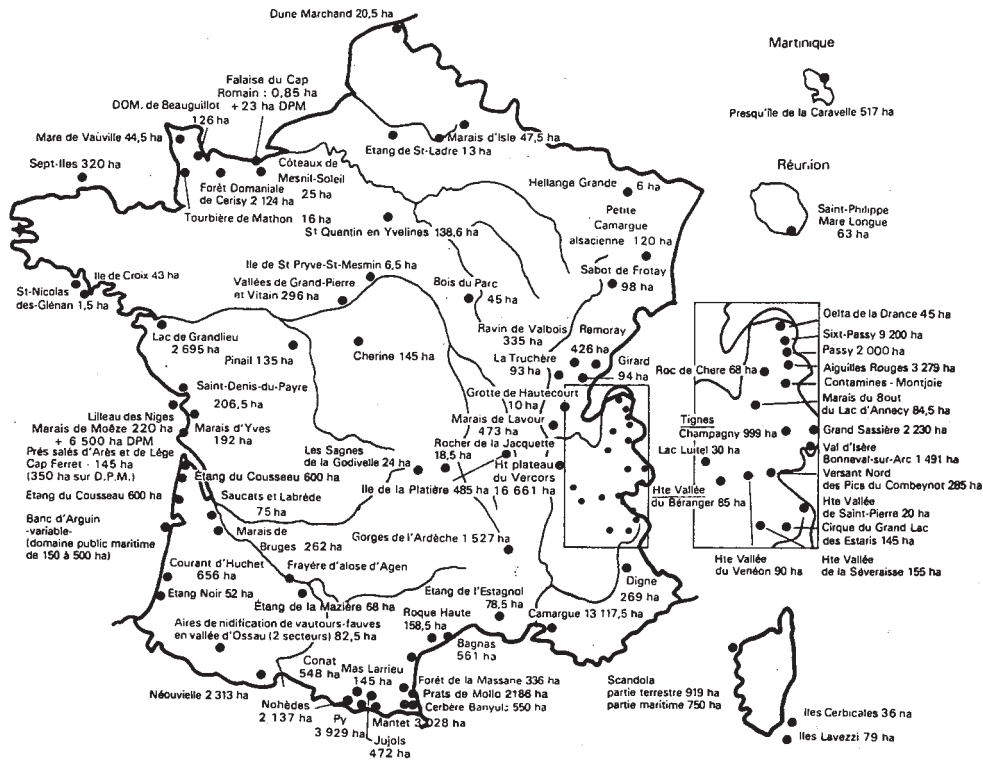 Dune Marchand 20,5 ha
Martinique
Presqu'île de la Caravelle 517 ha
Réunion
Saint-Philippe
Mare Longue
63 ha
Falaise du Cap
Romain : 0,85 ha
+ 23 ha DPM
DOM. de Beauguillot
126 ha
Mare de Vauville 44,5 ha
Sept-Iles 320 ha
Forêt Domaniale
de Cerisy 2 124 ha
Côteaux de
Mesnil-Soleil
25 ha
Tourbière de Mathon 16 ha
Marais d'Isle 47,5 ha
Etang de St-Ladre 13 ha
St Quentin en Yvelines 138,6 ha
Hellange Grande 6 ha
Petite
Camargue
alsacienne 120 ha
Sabot de Frotay
98 ha
Ile de Croix 43 ha
St-Nicolas
des-Glénan 1,5 ha
Ile de St Pryve-St-Mesmin 6,5 ha
Vallées de Grand-Pierre
et Vitain 296 ha
Bois du Parc
45 ha
Lac de Grandlieu
2 695 ha
Pinail 135 ha
Cherine 145 ha
Ravin de Valbois
335 ha
Remoray
426 ha
La Truchère
93 ha
Girard
94 ha
Grotte de Hautecourt
10 ha
Marais de Lavour
473 ha
Rocher de la Jacquette
18,5 ha
Ht plateau
du Vercors
16 661 ha
Saint-Denis-du-Payre
206,5 ha
Lilleau des Niges
Marais de Moêze 220 ha
+ 6 500 ha DPM
Marais d'Yves
192 ha
Prés salés d'Arès et de Lége
Cap Ferret - 145 ha
(350 ha sur D.P.M.)
Étang du Cousseau 600 ha
Etang du Cousseau 600 ha
Les Sagnes
de la Godivelle 24 ha
Ile de la Platière 485 ha
Saucats et Labrède
75 ha
Banc d'Arguin
-variable-
(domaine public maritime
de 150 à 500 ha)
Marais de
Bruges 262 ha
Gorges de l'Ardèche 1 527 ha
Courant d'Huchet
656 ha
Frayère d'alose d'Agen
Étang Noir 52 ha
Étang de la Mazière 68 ha
Etang de l'Estagnol
78,5 ha
Digne
269 ha
Camargue 13 117,5 ha
Aires de nidification de vautours-fauves
en vallée d'Ossau (2 secteurs) 82,5 ha
Roque Haute
158,5 ha
Bagnas
561 ha
Néouvielle 2 313 ha
Conat
548 ha
Mas Larrieu
145 ha
Forêt de la Massane 336 ha
Prats de Mollo 2186 ha
Cerbère Banyuls 550 ha
Nohèdes
2 137 ha
Py
3 929 ha
Mantet 3 028 ha
Jujols
472 ha
Delta de la Drance 45 ha
Sixt-Passy 9 200 ha
Passy 2 000 ha
Aiguilles Rouges 3 279 ha
Roc de Chere 68 ha
Contamines - Montjoie
Marais du Bout
du Lac d'Annecy 84,5 ha
Tignes
Champagny 999 ha
Grand Sassière 2 230 ha
Lac Luitel 30 ha
Val d'Isère
Bonneval-sur-Arc 1 491 ha
Versant Nord
des Pics du Combeynot 285 ha
Hte Vallée
du Béranger 85 ha
Hte Vallée
de Saint-Pierre 20 ha
Cirque du Grand Lac
des Estaris 145 ha
Hte Vallée
du Venéon 90 ha
Hte Vallée
de la Séveraisse 155 ha
Scandola
partie terrestre 919 ha
partie maritime 750 ha
Iles Cerbicales 36 ha
Iles Lavezzi 79 ha